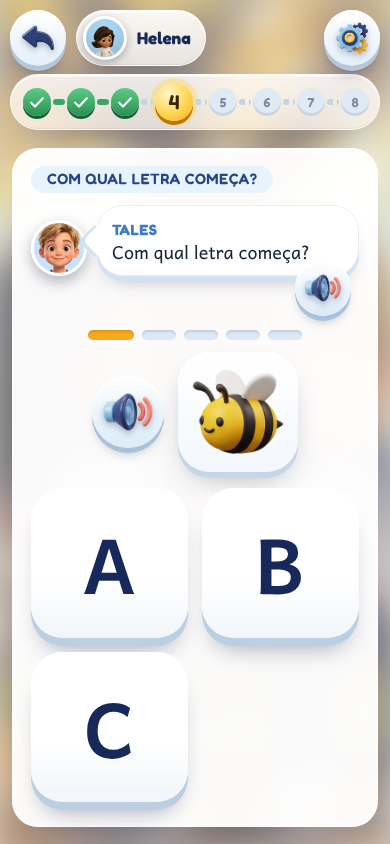 Helena
4 5 6 7 8
COM QUAL LETRA COMEÇA?
TALES
Com qual letra começa?
A B
C